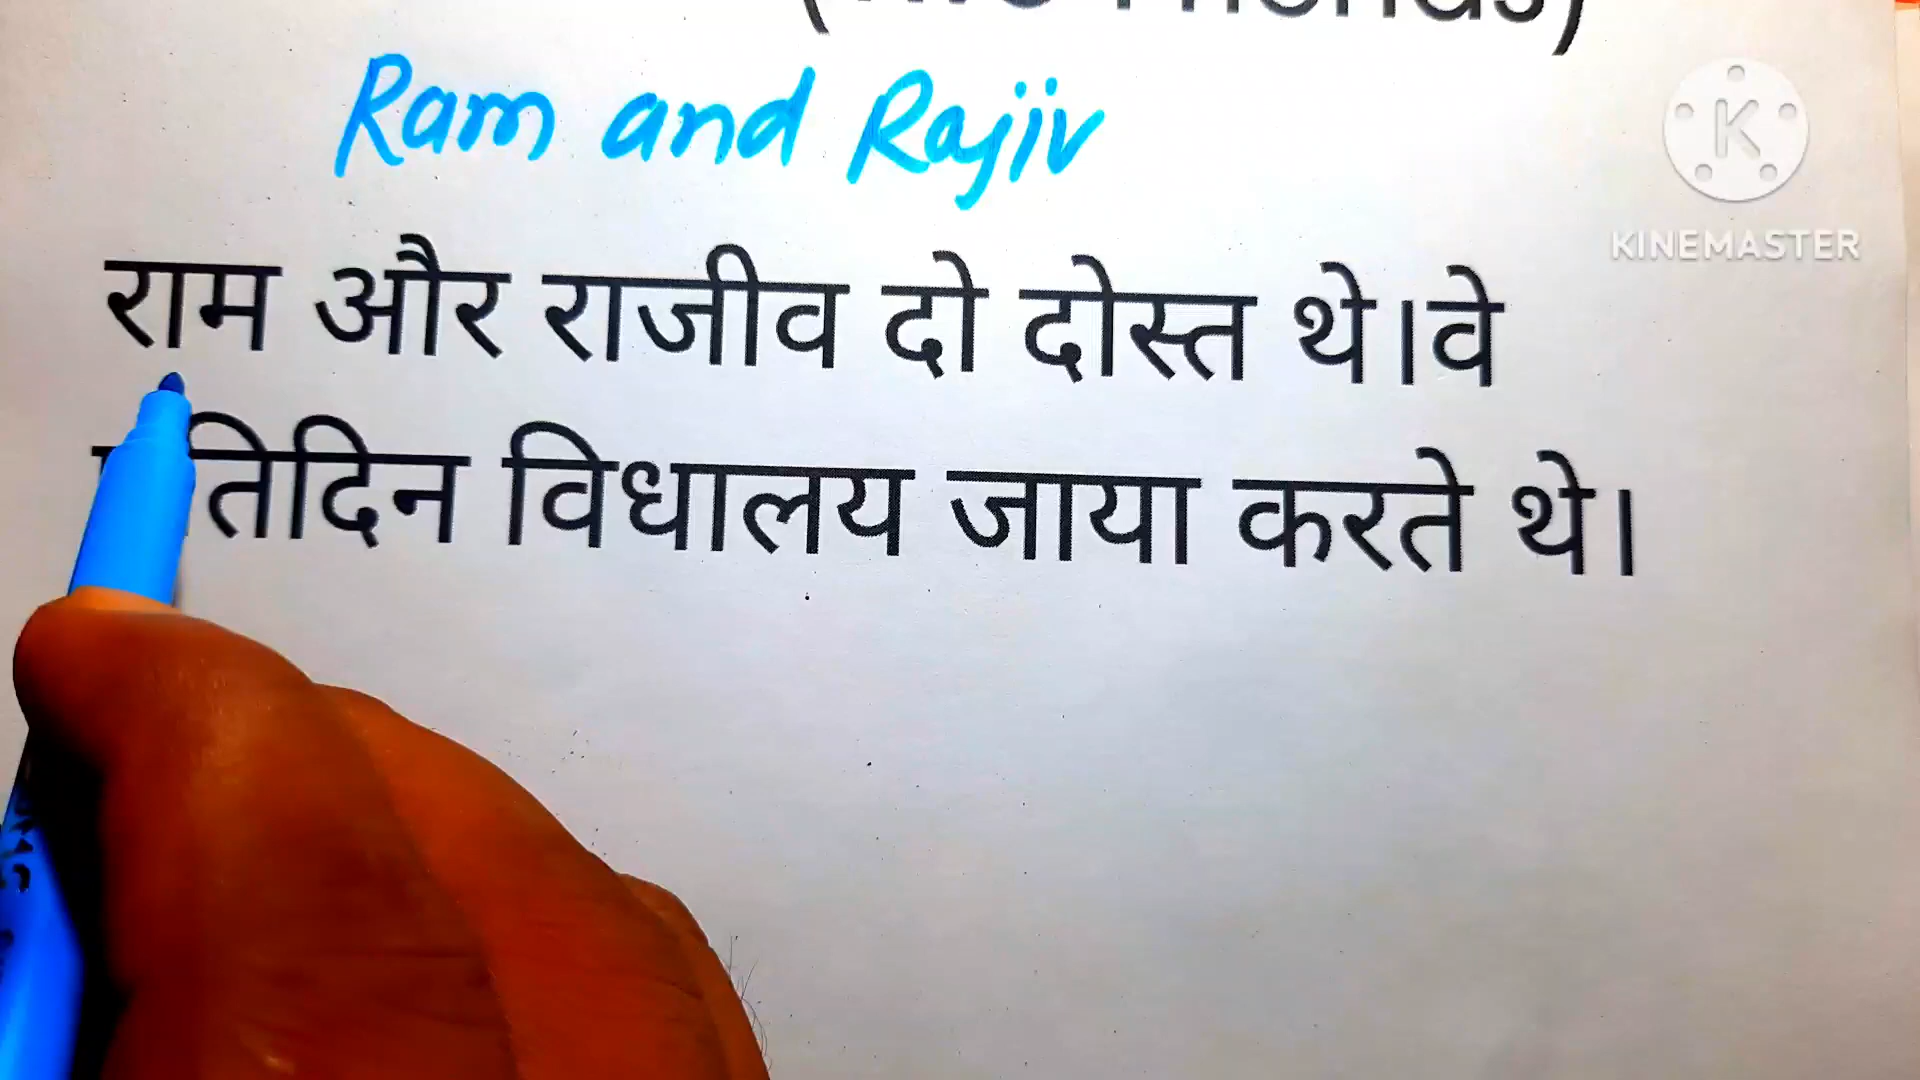 Ram and Rajiv
KINEMASTER
राम और राजीव दो दोस्त थे।वे
विधालय जाया करते थे।